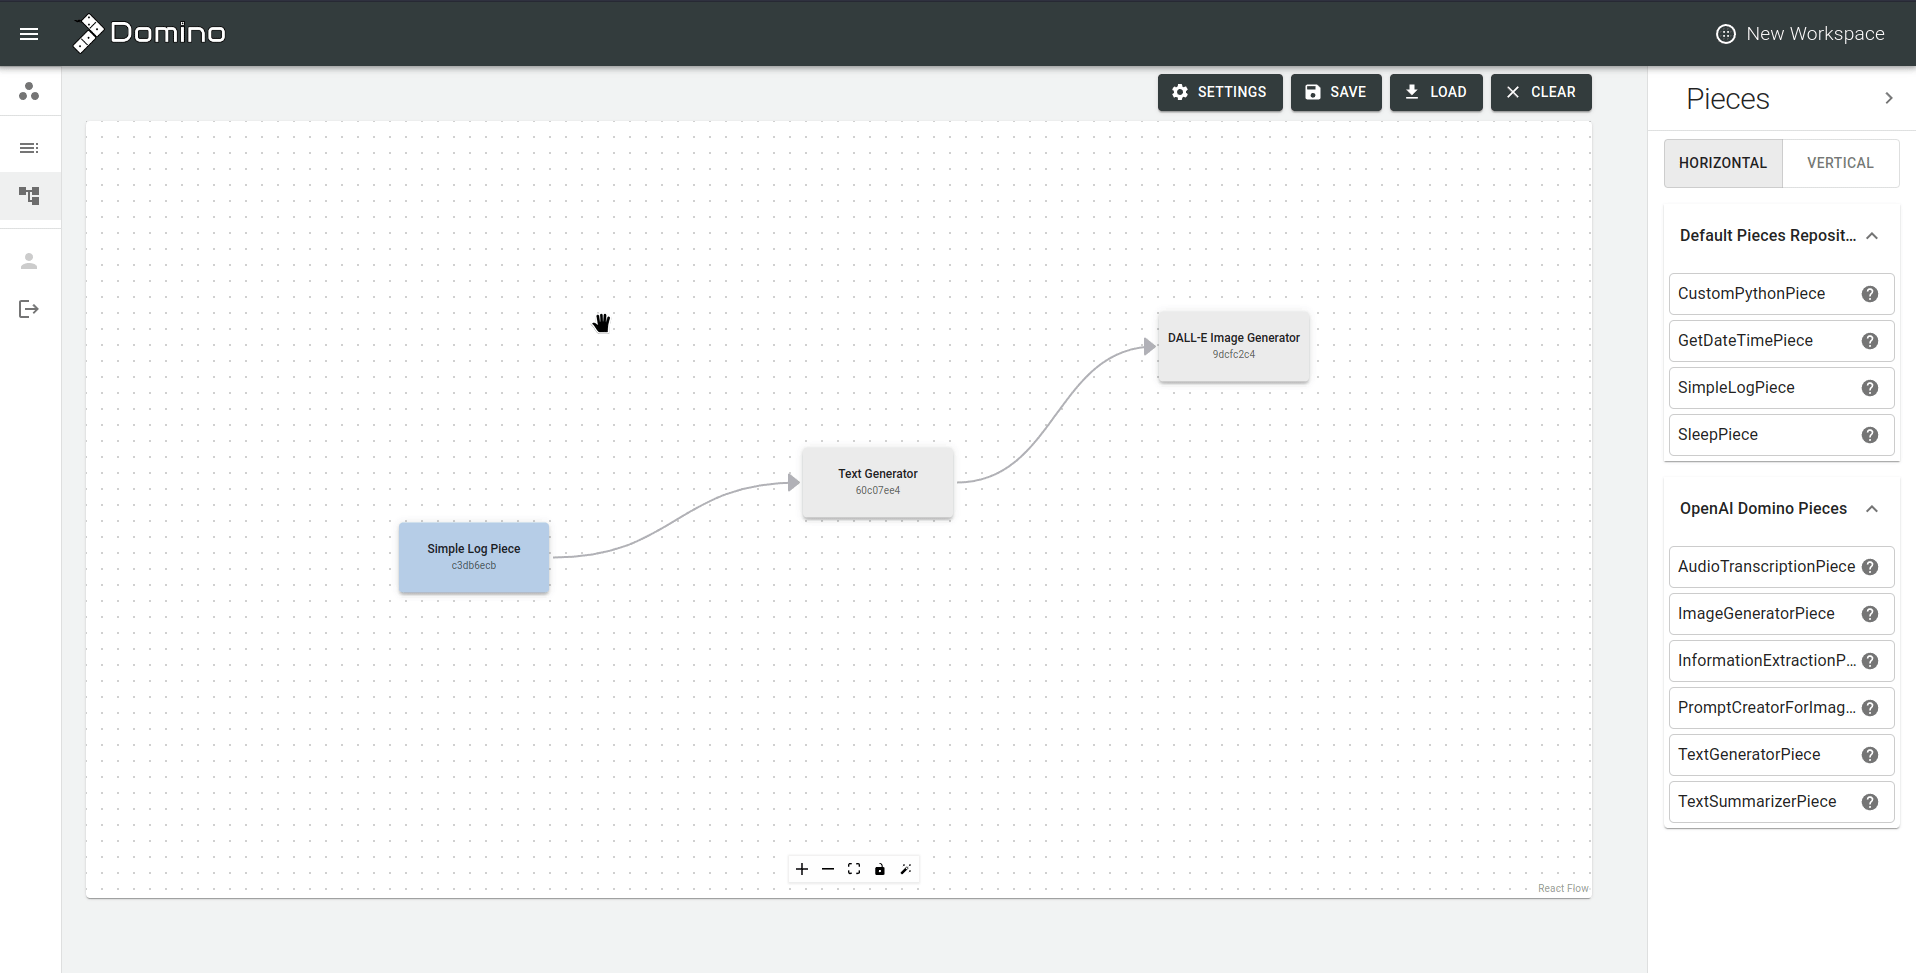 Domino
New Workspace
SETTINGS
SAVE
LOAD
CLEAR
Pieces
HORIZONTAL
VERTICAL
Default Pieces Reposit...
CustomPythonPiece
GetDateTimePiece
SimpleLogPiece
SleepPiece
OpenAI Domino Pieces
AudioTranscriptionPiece
ImageGeneratorPiece
InformationExtractionP...
PromptCreatorForImag...
TextGeneratorPiece
TextSummarizerPiece
DALL-E Image Generator
9dcfc2c4
Text Generator
60c07ee4
Simple Log Piece
c3db6ecb
React Flow